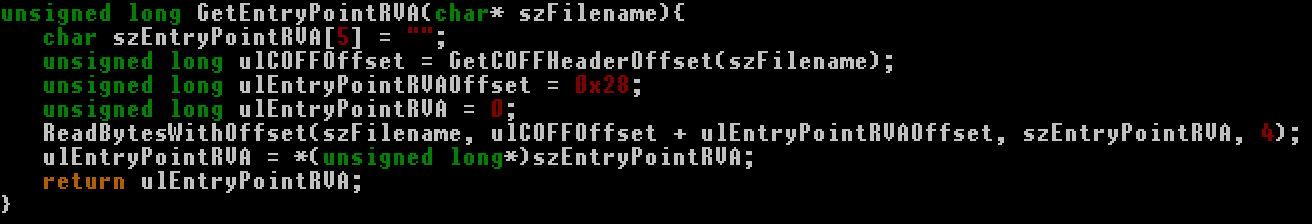 unsigned long GetEntryPointRVA(char* szFilename){
   char szEntryPointRVA[5] = "";
   unsigned long ulCOFFOffset = GetCOFFHeaderOffset(szFilename);
   unsigned long ulEntryPointRVAOffset = 0x28;
   unsigned long ulEntryPointRVA = 0;
   ReadBytesWithOffset(szFilename, ulCOFFOffset + ulEntryPointRVAOffset, szEntryPointRVA, 4);
   ulEntryPointRVA = *(unsigned long*)szEntryPointRVA;
   return ulEntryPointRVA;
}